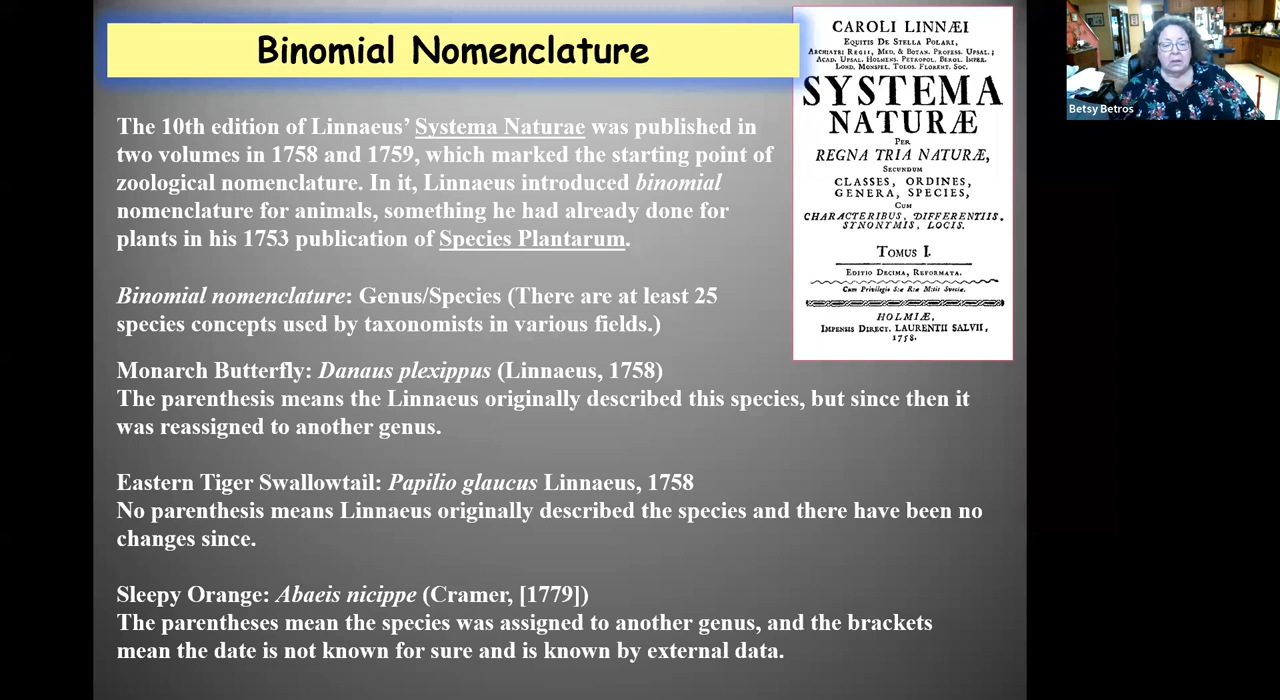 Binomial Nomenclature
The 10th edition of Linnaeus’ Systema Naturae was published in
two volumes in 1758 and 1759, which marked the starting point of
zoological nomenclature. In it, Linnaeus introduced binomial
nomenclature for animals, something he had already done for
plants in his 1753 publication of Species Plantarum.
Binomial nomenclature: Genus/Species (There are at least 25
species concepts used by taxonomists in various fields.)
Monarch Butterfly: Danaus plexippus (Linnaeus, 1758)
The parenthesis means the Linnaeus originally described this species, but since then it
was reassigned to another genus.
Eastern Tiger Swallowtail: Papilio glaucus Linnaeus, 1758
No parenthesis means Linnaeus originally described the species and there have been no
changes since.
Sleepy Orange: Abaeis nicippe (Cramer, [1779])
The parentheses mean the species was assigned to another genus, and the brackets
mean the date is not known for sure and is known by external data.
CAROLI LINNÆI
EQUITIS DE STELLA POLARI,
ARCHIATRI REGII, MED. & BOTAN. PROFESS. UPSAL.;
ACAD. UPSAL. HOLMENS. PETROPOL. BEROL. IMPER.
LOND. MONSPEL. TOLOS. FLORENT. SOC.
SYSTEMA
NATURÆ
PER
REGNA TRIA NATURÆ,
SECUNDUM
CLASSES, ORDINES,
GENERA, SPECIES,
CUM
CHARACTERIBUS, DIFFERENTIIS,
SYNONYMIS, LOCIS.
TOMUS I.
EDITIO DECIMA, REFORMATA.
Cum Privilegio S:æ R:æ M:tis Sveciæ.
HOLMIÆ,
IMPENSIS DIRECT. LAURENTII SALVII,
1758.
Betsy Betros